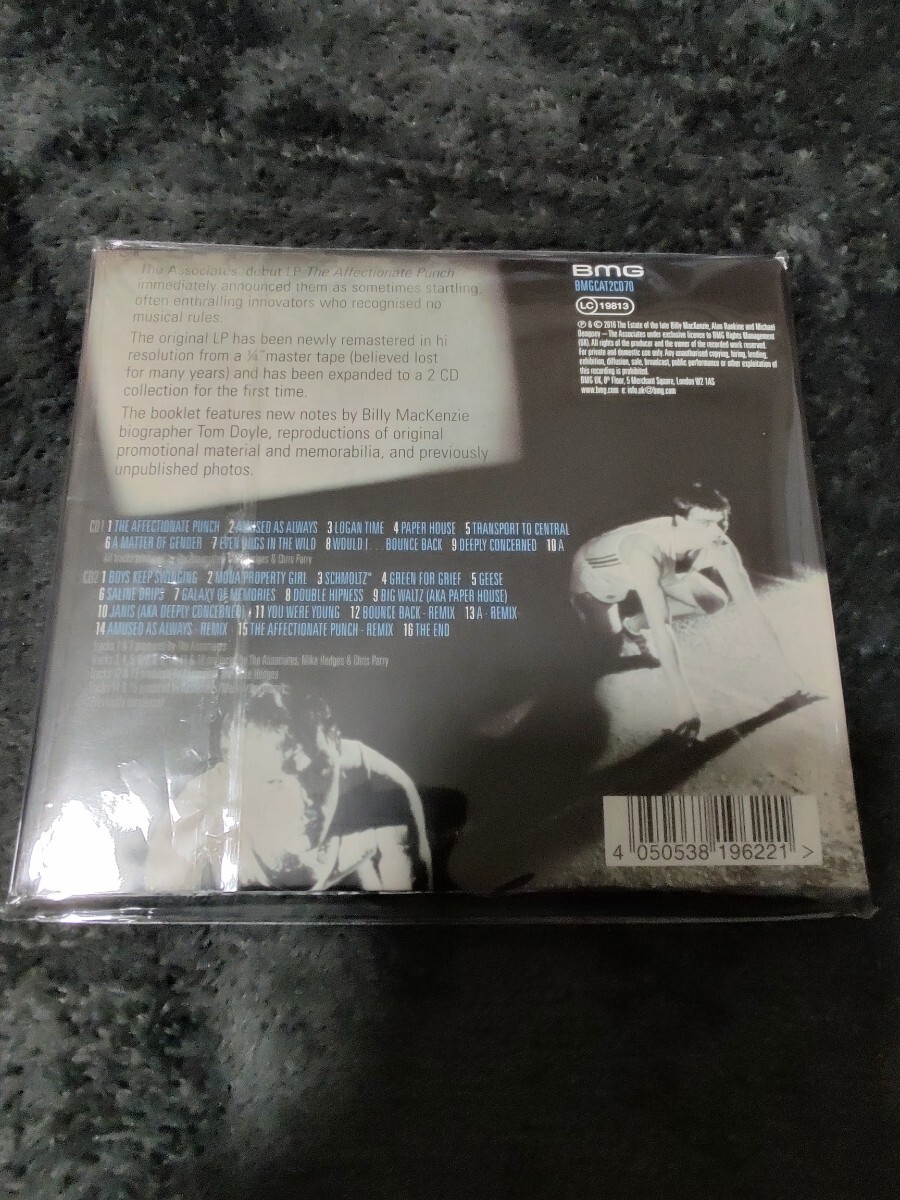 The Associates' debut LP The Affectionate Punch
immediately announced them as sometimes startling,
often enthralling innovators who recognised no
musical rules.
The original LP has been newly remastered in hi
resolution from a ¼" master tape (believed lost
for many years) and has been expanded to a 2 CD
collection for the first time.
The booklet features new notes by Billy MacKenzie
biographer Tom Doyle, reproductions of original
promotional material and memorabilia, and previously
unpublished photos.
BMG
BMGCAT2CD70
LC 19813
℗ & © 2016 The Estate of the late Billy MacKenzie, Alan Rankine and Michael
Dempsey – The Associates under exclusive licence to BMG Rights Management
(UK). All rights of the producer and the owner of the recorded work reserved.
For private and domestic use only. Any unauthorised copying, hiring, lending,
exhibition, diffusion, sale, broadcast, public performance or other exploitation of
this recording is prohibited.
BMG UK, 8th Floor, 5 Merchant Square, London W2 1AS
www.bmg.com e: info.uk@bmg.com
CD1 1 THE AFFECTIONATE PUNCH 2 AMUSED AS ALWAYS 3 LOGAN TIME 4 PAPER HOUSE 5 TRANSPORT TO CENTRAL
6 A MATTER OF GENDER 7 EVEN DOGS IN THE WILD 8 WOULD I... BOUNCE BACK 9 DEEPLY CONCERNED 10 A
& Chris Parry
CD2 1 BOYS KEEP SWINGING 2 MONA PROPERTY GIRL 3 SCHMOLTZ* 4 GREEN FOR GRIEF 5 GEESE
6 SALINE DRIPS 7 GALAXY OF MEMORIES 8 DOUBLE HIPNESS 9 BIG WALTZ (AKA PAPER HOUSE)
10 JANIS (AKA DEEPLY CONCERNED) 11 YOU WERE YOUNG 12 BOUNCE BACK - REMIX 13 A - REMIX
14 AMUSED AS ALWAYS - REMIX 15 THE AFFECTIONATE PUNCH - REMIX 16 THE END
by The Associates, Mike Hedges & Chris Parry
Hedges
4 050538 196221 >